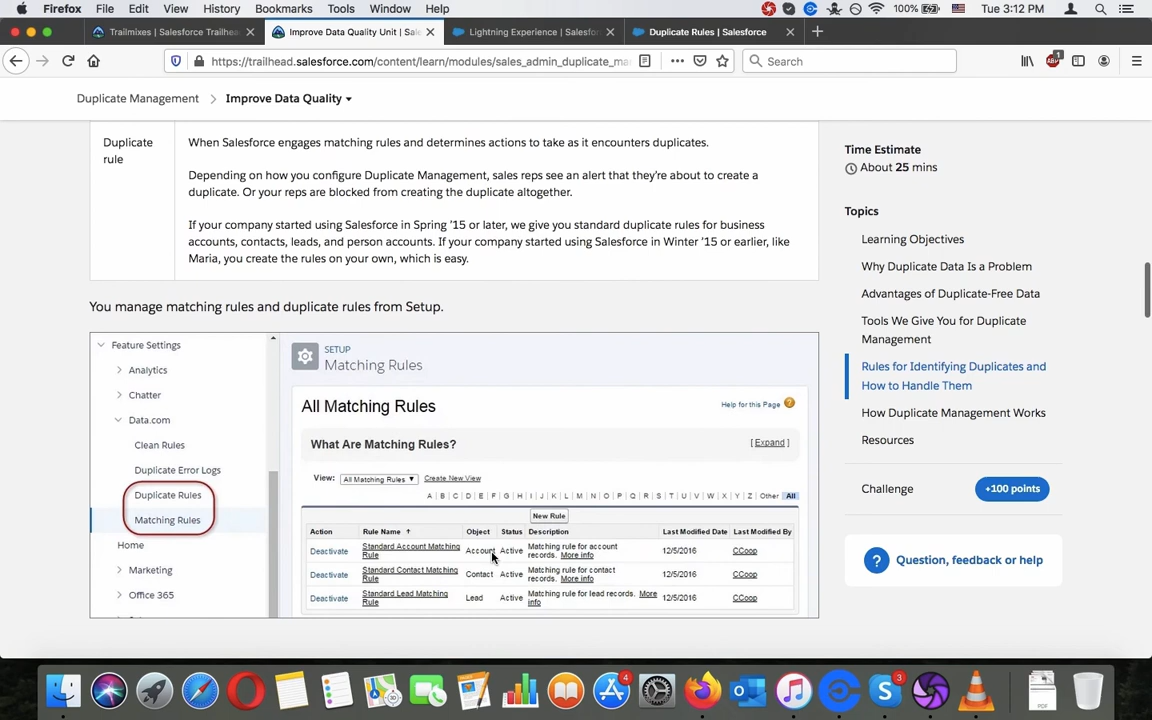 Firefox File Edit View History Bookmarks Tools Window Help 100% Tue 3:12 PM
Trailmixes | Salesforce Trailhea
Improve Data Quality Unit | Sal
Lightning Experience | Salesfor
Duplicate Rules | Salesforce
https://trailhead.salesforce.com/content/learn/modules/sales_admin_duplicate_ma
Search
1
Duplicate Management > Improve Data Quality
Duplicate rule
When Salesforce engages matching rules and determines actions to take as it encounters duplicates.
Depending on how you configure Duplicate Management, sales reps see an alert that they're about to create a
duplicate. Or your reps are blocked from creating the duplicate altogether.
If your company started using Salesforce in Spring '15 or later, we give you standard duplicate rules for business
accounts, contacts, leads, and person accounts. If your company started using Salesforce in Winter '15 or earlier, like
Maria, you create the rules on your own, which is easy.
You manage matching rules and duplicate rules from Setup.
Feature Settings
Analytics
Chatter
Data.com
Clean Rules
Duplicate Error Logs
Duplicate Rules
Matching Rules
Home
Marketing
Office 365
SETUP
Matching Rules
All Matching Rules
Help for this Page ?
What Are Matching Rules?
[ Expand ]
View: All Matching Rules Create New View
A B C D E F G H I J K L M N O P Q R S T U V W X Y Z Other All
New Rule
Action Rule Name Object Status Description Last Modified Date Last Modified By
Deactivate Standard Account Matching Rule Account Active Matching rule for account records. More info 12/5/2016 CCoop
Deactivate Standard Contact Matching Rule Contact Active Matching rule for contact records. More info 12/5/2016 CCoop
Deactivate Standard Lead Matching Rule Lead Active Matching rule for lead records. More info 12/5/2016 CCoop
Time Estimate
About 25 mins
Topics
Learning Objectives
Why Duplicate Data Is a Problem
Advantages of Duplicate-Free Data
Tools We Give You for Duplicate
Management
Rules for Identifying Duplicates and
How to Handle Them
How Duplicate Management Works
Resources
Challenge +100 points
? Question, feedback or help
4
3
PDF